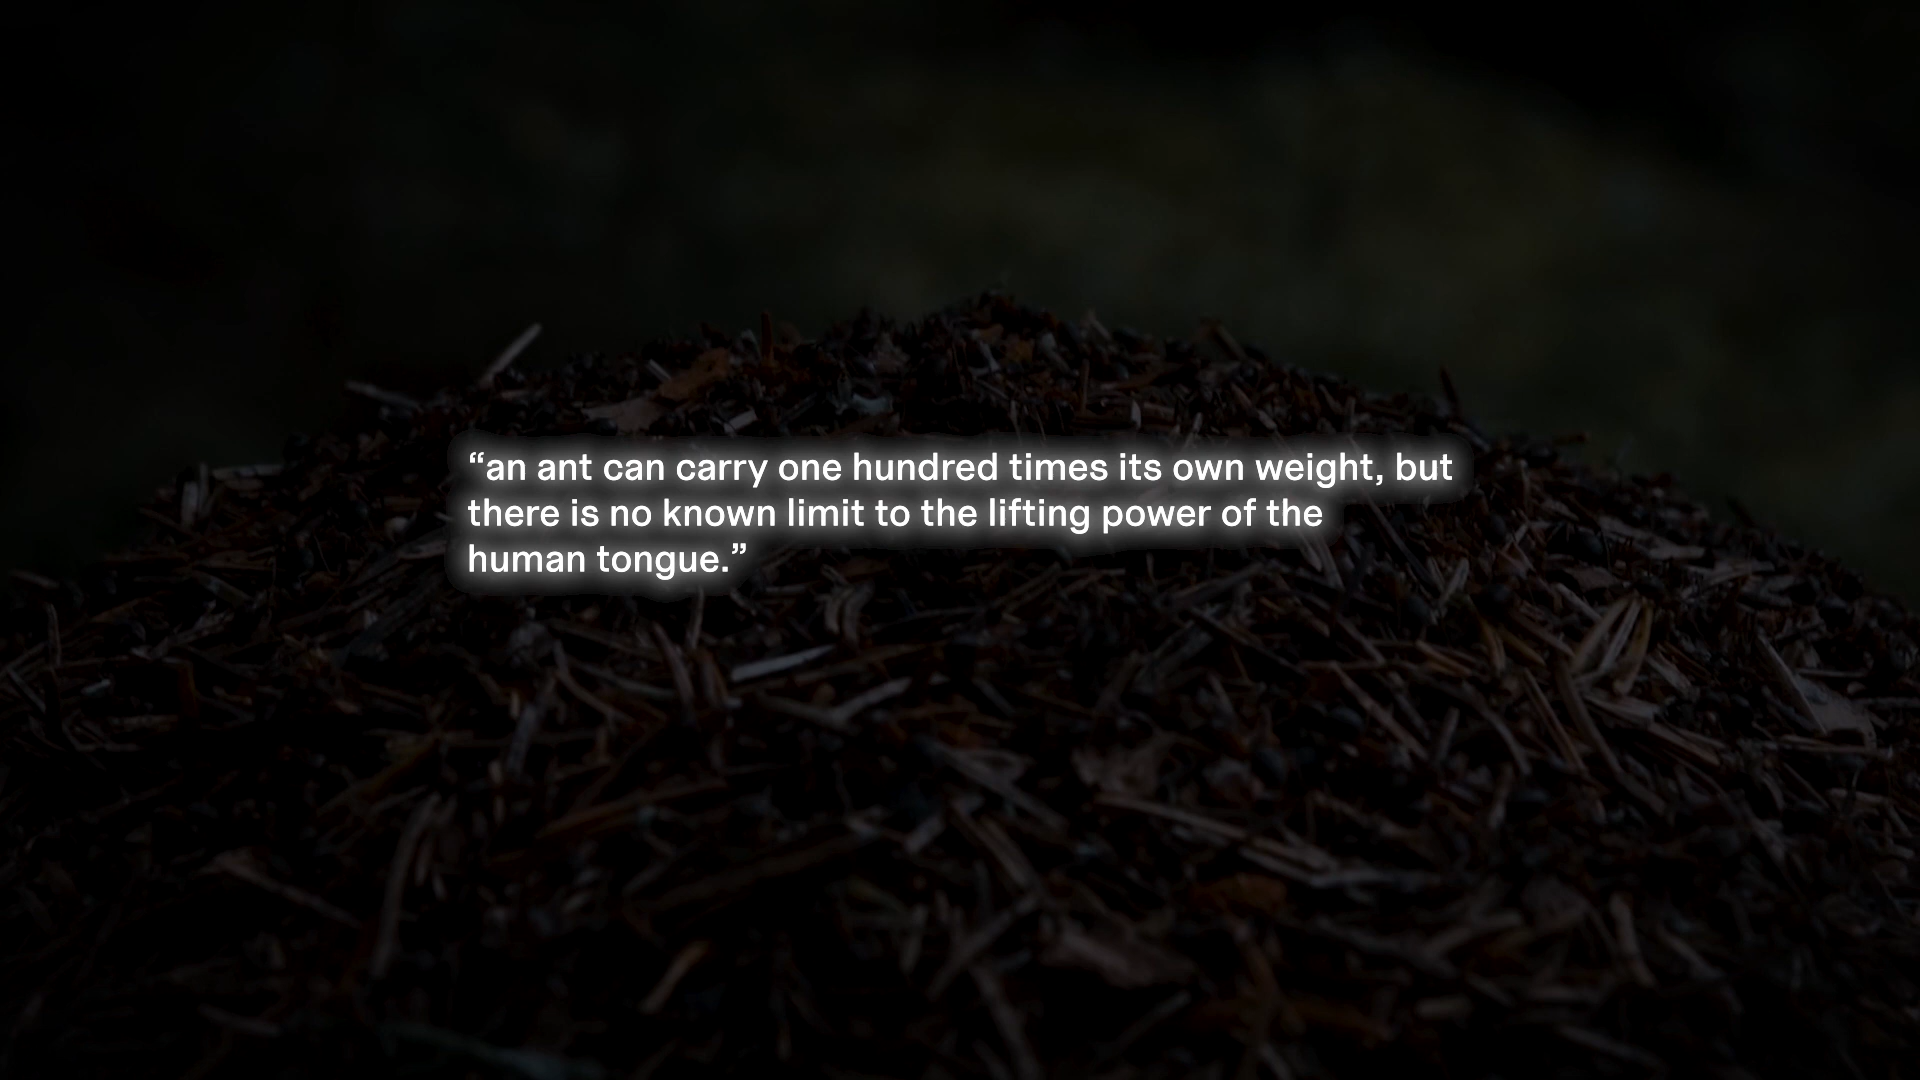 “an ant can carry one hundred times its own weight, but
there is no known limit to the lifting power of the
human tongue.”